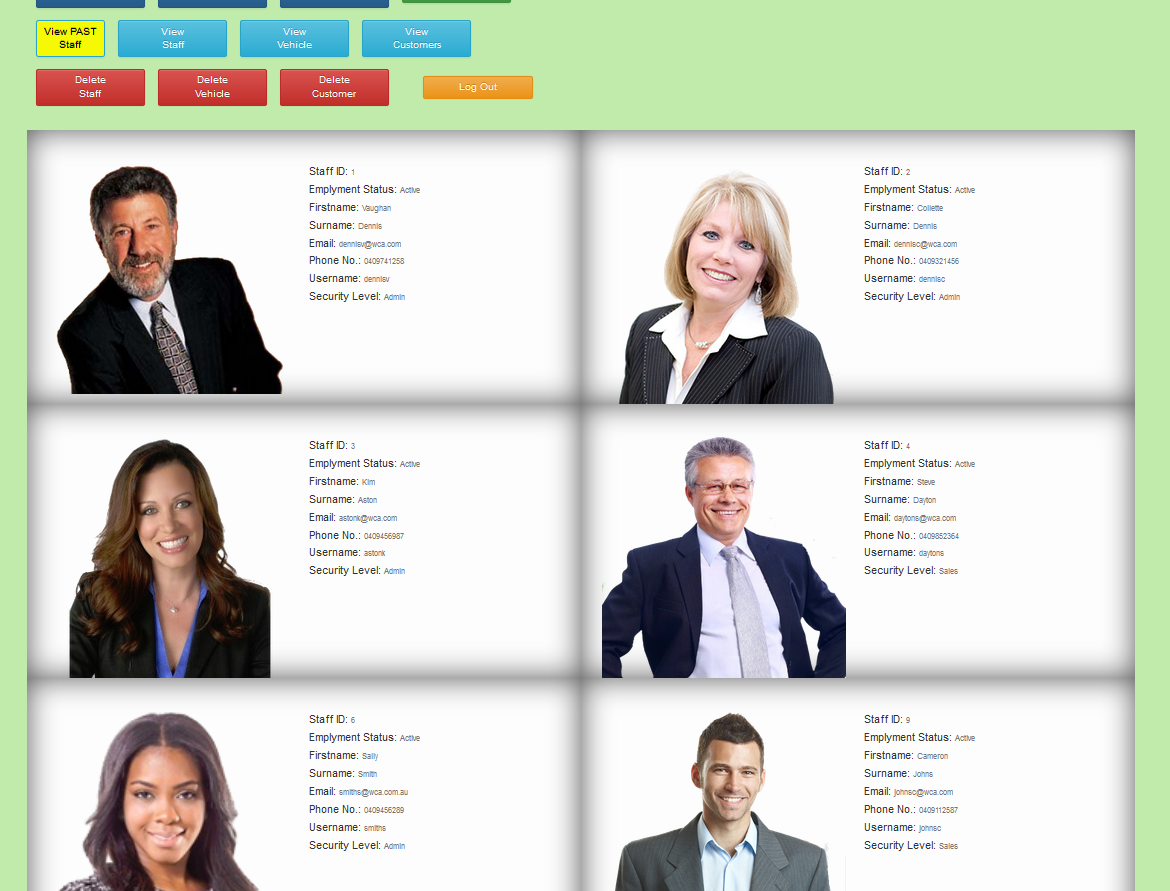 View PAST
Staff
View
Staff
View
Vehicle
View
Customers
Delete
Staff
Delete
Vehicle
Delete
Customer
Log Out
Staff ID: 1
Emplyment Status: Active
Firstname: Vaughan
Surname: Dennis
Email: dennisv@wca.com
Phone No.: 0409741258
Username: dennisv
Security Level: Admin
Staff ID: 2
Emplyment Status: Active
Firstname: Collette
Surname: Dennis
Email: dennisc@wca.com
Phone No.: 0409321456
Username: dennisc
Security Level: Admin
Staff ID: 3
Emplyment Status: Active
Firstname: Kim
Surname: Aston
Email: astonk@wca.com
Phone No.: 0409456987
Username: astonk
Security Level: Admin
Staff ID: 4
Emplyment Status: Active
Firstname: Steve
Surname: Dayton
Email: daytons@wca.com
Phone No.: 0409852364
Username: daytons
Security Level: Sales
Staff ID: 6
Emplyment Status: Active
Firstname: Sally
Surname: Smith
Email: smiths@wca.com.au
Phone No.: 0409456289
Username: smiths
Security Level: Admin
Staff ID: 9
Emplyment Status: Active
Firstname: Cameron
Surname: Johns
Email: johnsc@wca.com
Phone No.: 0409112587
Username: johnsc
Security Level: Sales